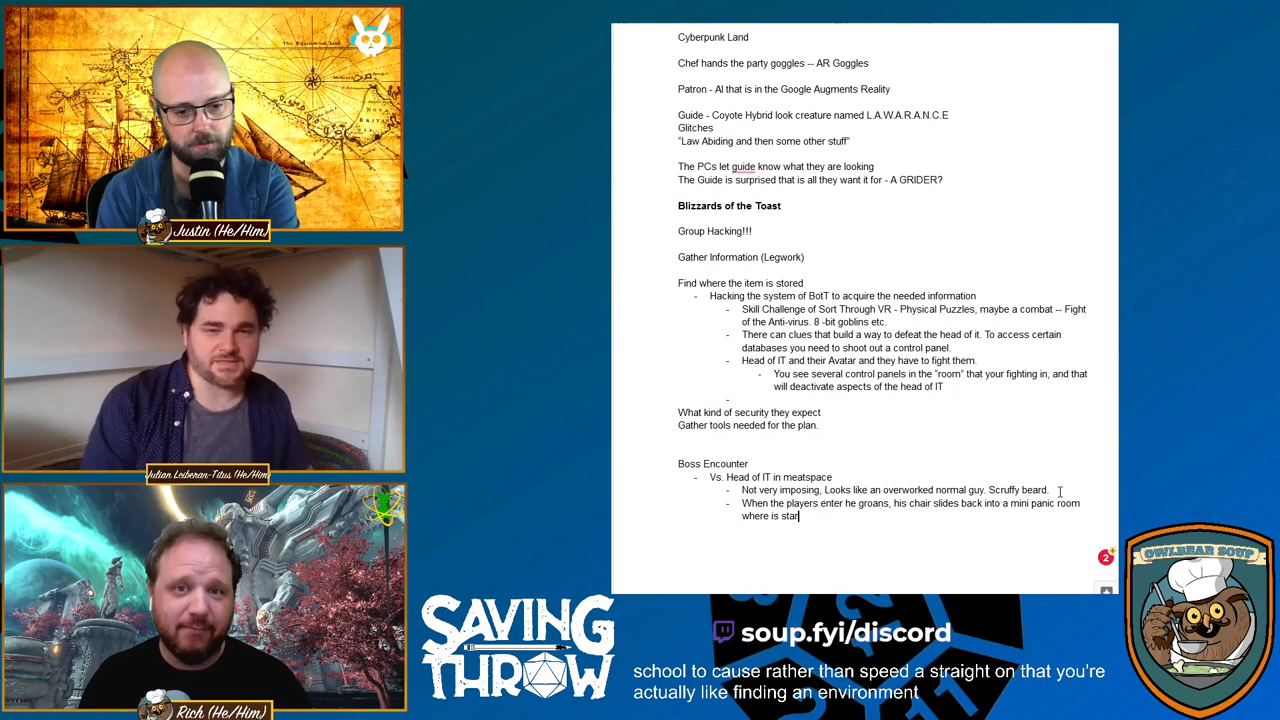 Justin (He/Him)
Julian Leiberan-Titus (He/Him)
Rich (He/Him)
Cyberpunk Land
Chef hands the party goggles -- AR Goggles
Patron - AI that is in the Google Augments Reality
Guide - Coyote Hybrid look creature named L.A.W.A.R.A.N.C.E
Glitches
"Law Abiding and then some other stuff"
The PCs let guide know what they are looking
The Guide is surprised that is all they want it for - A GRIDER?
Blizzards of the Toast
Group Hacking!!!
Gather Information (Legwork)
Find where the item is stored
- Hacking the system of BotT to acquire the needed information
- Skill Challenge of Sort Through VR - Physical Puzzles, maybe a combat -- Fight
of the Anti-virus. 8 -bit goblins etc.
- There can clues that build a way to defeat the head of it. To access certain
databases you need to shoot out a control panel.
- Head of IT and their Avatar and they have to fight them.
- You see several control panels in the "room" that your fighting in, and that
will deactivate aspects of the head of IT
-
What kind of security they expect
Gather tools needed for the plan.
Boss Encounter
- Vs. Head of IT in meatspace
- Not very imposing, Looks like an overworked normal guy. Scruffy beard.
- When the players enter he groans, his chair slides back into a mini panic room
where is star
2
SAVING
THROW
soup.fyi/discord
school to cause rather than speed a straight on that you're
actually like finding an environment
OWLBEAR SOUP